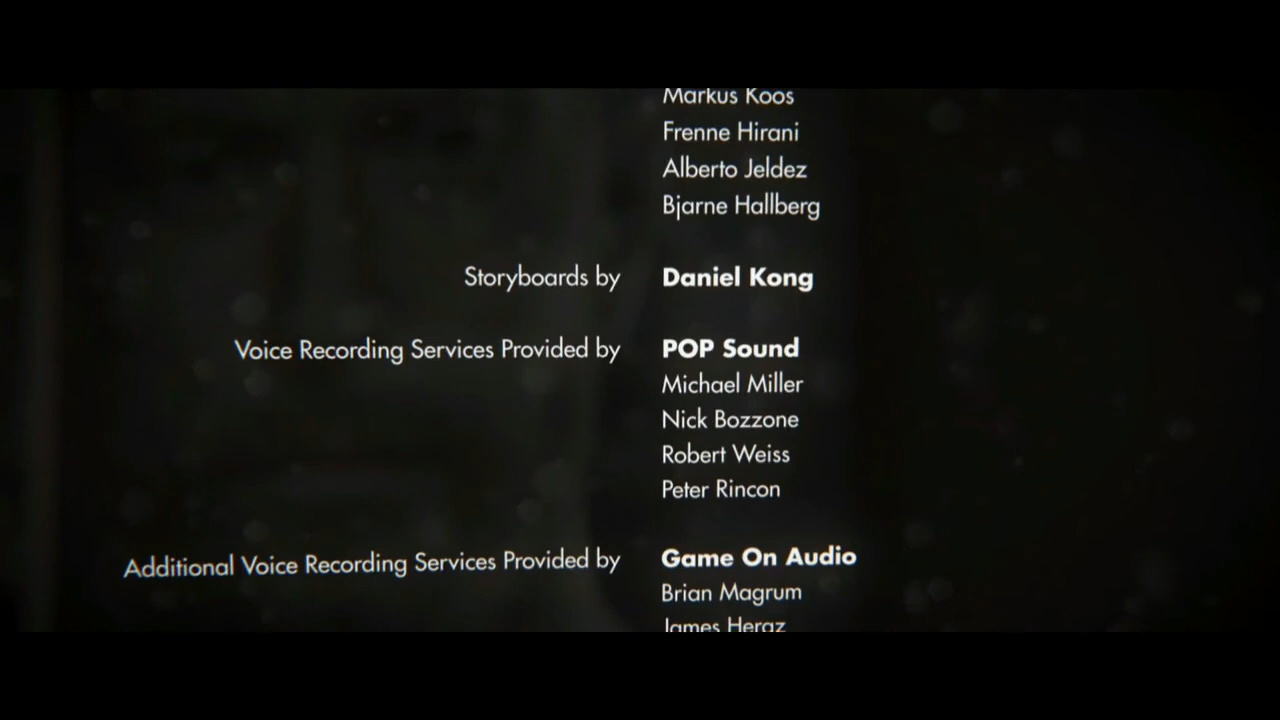 Markus Koos
Frenne Hirani
Alberto Jeldez
Bjarne Hallberg
Storyboards by Daniel Kong
Voice Recording Services Provided by POP Sound
Michael Miller
Nick Bozzone
Robert Weiss
Peter Rincon
Additional Voice Recording Services Provided by Game On Audio
Brian Magrum
James Heraz